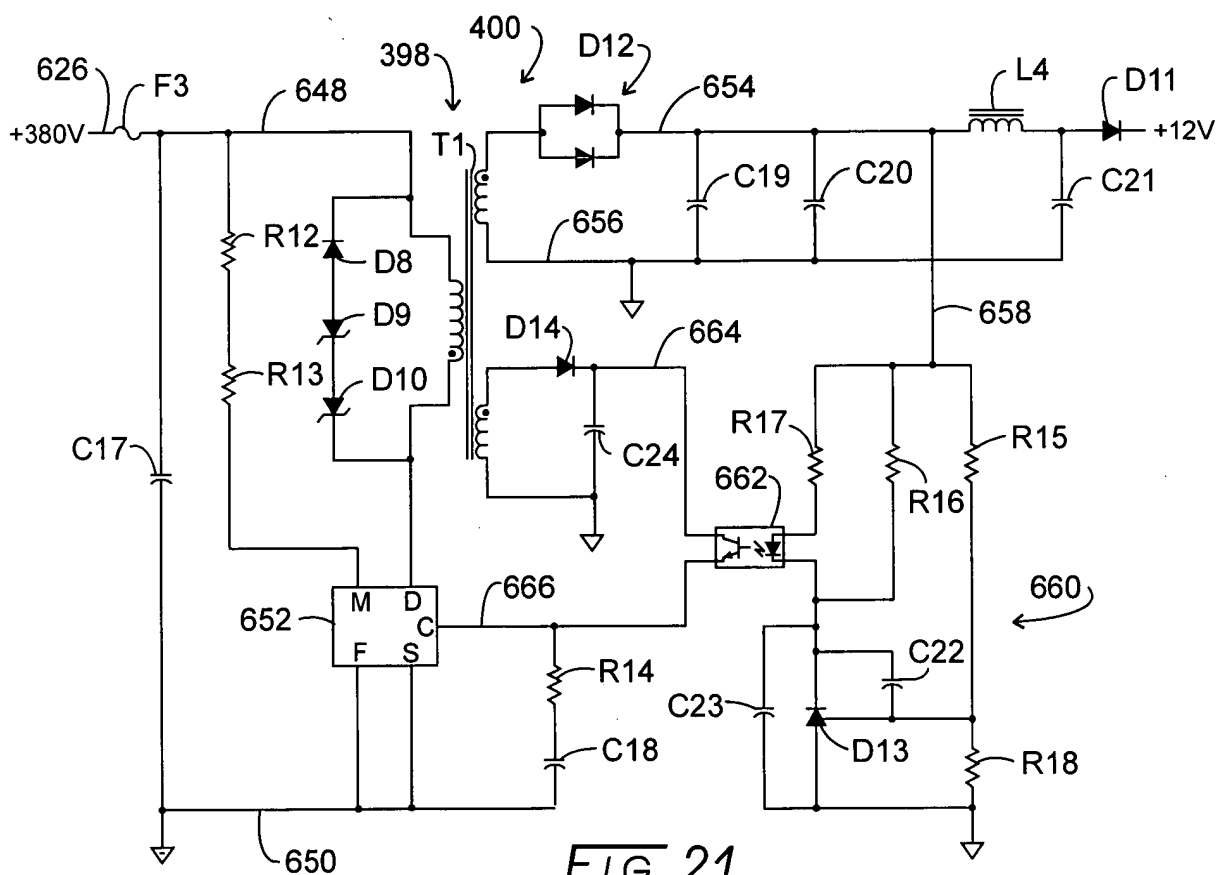 400
398
D12
626
F3
648
654
L4
D11
+380V
+12V
T1
C19
C20
C21
R12
656
D8
D9
658
D14
664
R13
D10
R17
R15
C17
C24
662
R16
M
D
652
C
666
660
F
S
R14
C22
C23
C18
D13
R18
650
FIG. 21